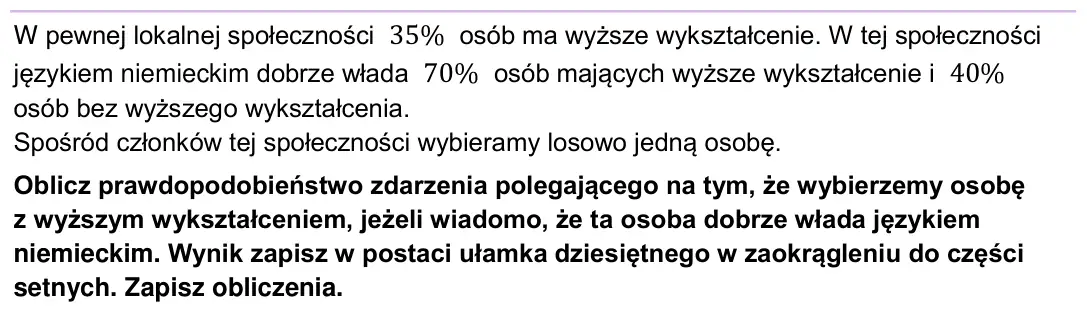 W pewnej lokalnej społeczności 35% osób ma wyższe wykształcenie. W tej społeczności
językiem niemieckim dobrze włada 70% osób mających wyższe wykształcenie i 40%
osób bez wyższego wykształcenia.
Spośród członków tej społeczności wybieramy losowo jedną osobę.
Oblicz prawdopodobieństwo zdarzenia polegającego na tym, że wybierzemy osobę
z wyższym wykształceniem, jeżeli wiadomo, że ta osoba dobrze włada językiem
niemieckim. Wynik zapisz w postaci ułamka dziesiętnego w zaokrągleniu do części
setnych. Zapisz obliczenia.